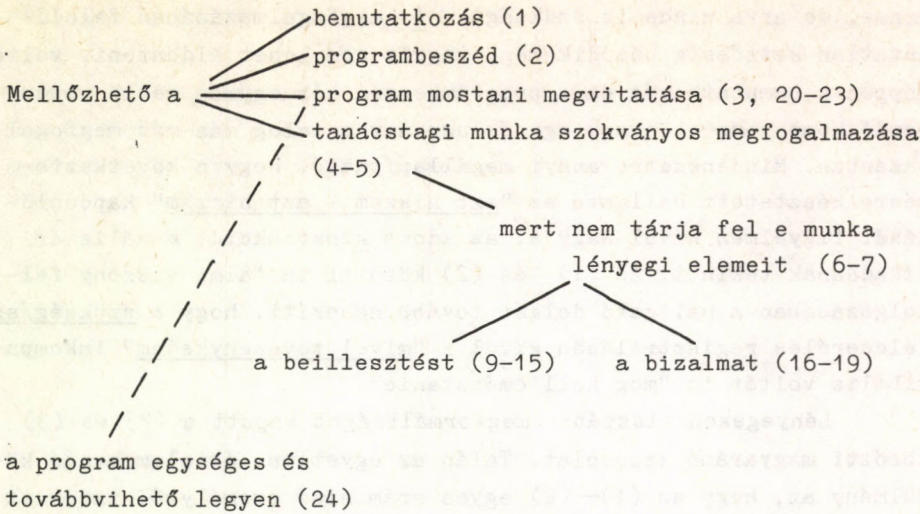 bemutatkozás (1)
programbeszéd (2)
Mellőzhető a
program mostani megvitatása (3, 20-23)
tanácstagi munka szokványos megfogalmazása
(4-5)
mert nem tárja fel e munka
lényegi elemeit (6-7)
a beillesztést (9-15)
a bizalmat (16-19)
a program egységes és
továbbvihető legyen (24)